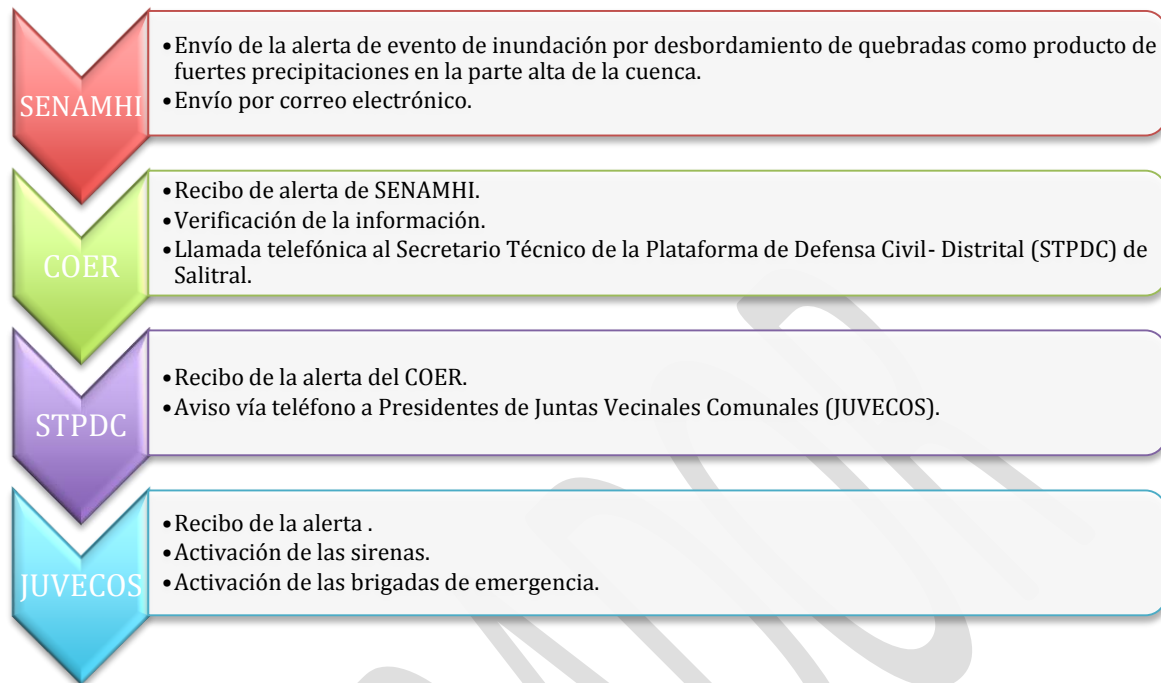 SENAMHI
•Envío de la alerta de evento de inundación por desbordamiento de quebradas como producto de
fuertes precipitaciones en la parte alta de la cuenca.
•Envío por correo electrónico.
COER
•Recibo de alerta de SENAMHI.
•Verificación de la información.
•Llamada telefónica al Secretario Técnico de la Plataforma de Defensa Civil- Distrital (STPDC) de
Salitral.
STPDC
•Recibo de la alerta del COER.
•Aviso vía teléfono a Presidentes de Juntas Vecinales Comunales (JUVECOS).
JUVECOS
•Recibo de la alerta .
•Activación de las sirenas.
•Activación de las brigadas de emergencia.